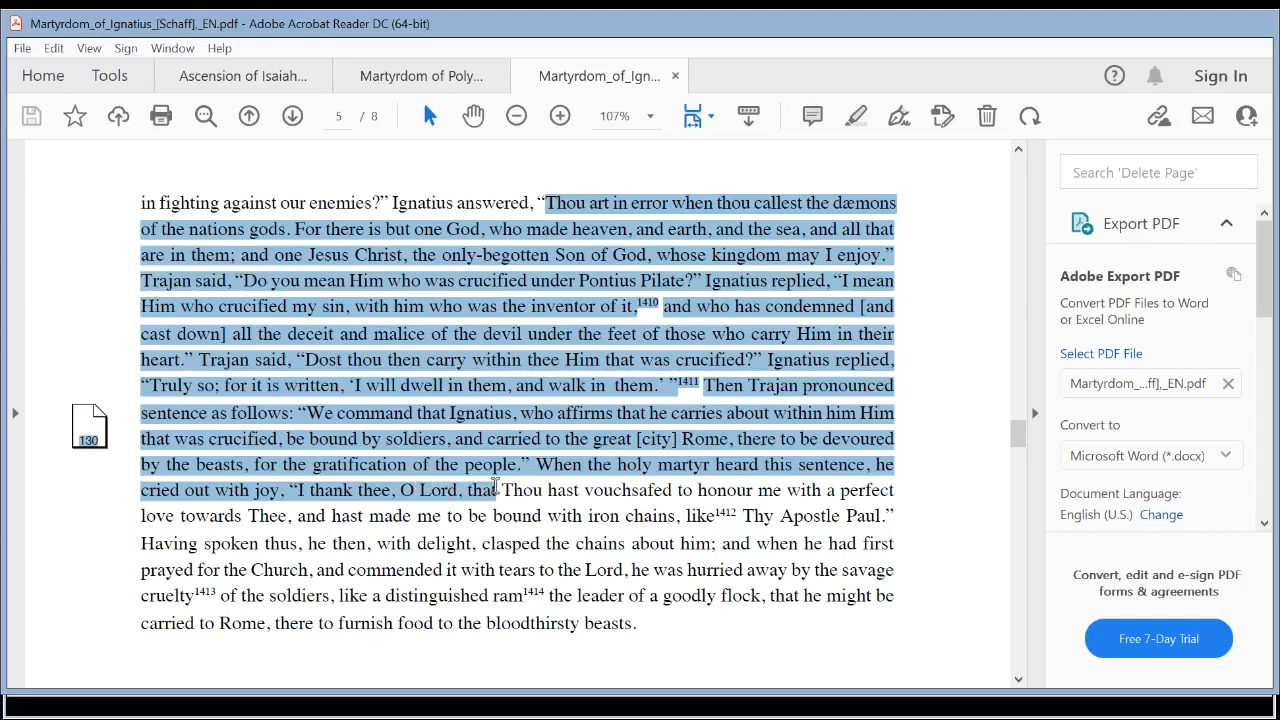 Martyrdom_of_Ignatius_[Schaff],_EN.pdf - Adobe Acrobat Reader DC (64-bit)
File Edit View Sign Window Help
Home Tools Ascension of Isaiah... Martyrdom of Poly... Martyrdom_of_Ign... × Sign In
5 / 8 107%
in fighting against our enemies?” Ignatius answered, “Thou art in error when thou callest the dæmons
of the nations gods. For there is but one God, who made heaven, and earth, and the sea, and all that
are in them; and one Jesus Christ, the only-begotten Son of God, whose kingdom may I enjoy.”
Trajan said, “Do you mean Him who was crucified under Pontius Pilate?” Ignatius replied, “I mean
Him who crucified my sin, with him who was the inventor of it,1410 and who has condemned [and
cast down] all the deceit and malice of the devil under the feet of those who carry Him in their
heart.” Trajan said, “Dost thou then carry within thee Him that was crucified?” Ignatius replied,
“Truly so; for it is written, ‘I will dwell in them, and walk in them.’ ”1411 Then Trajan pronounced
sentence as follows: “We command that Ignatius, who affirms that he carries about within him Him
that was crucified, be bound by soldiers, and carried to the great [city] Rome, there to be devoured
130
by the beasts, for the gratification of the people.” When the holy martyr heard this sentence, he
cried out with joy, “I thank thee, O Lord, that Thou hast vouchsafed to honour me with a perfect
love towards Thee, and hast made me to be bound with iron chains, like1412 Thy Apostle Paul.”
Having spoken thus, he then, with delight, clasped the chains about him; and when he had first
prayed for the Church, and commended it with tears to the Lord, he was hurried away by the savage
cruelty1413 of the soldiers, like a distinguished ram1414 the leader of a goodly flock, that he might be
carried to Rome, there to furnish food to the bloodthirsty beasts.
Search 'Delete Page'
Export PDF
Adobe Export PDF
Convert PDF Files to Word
or Excel Online
Select PDF File
Martyrdom_...ff],_EN.pdf ×
Convert to
Microsoft Word (*.docx)
Document Language:
English (U.S.) Change
Convert, edit and e-sign PDF
forms & agreements
Free 7-Day Trial